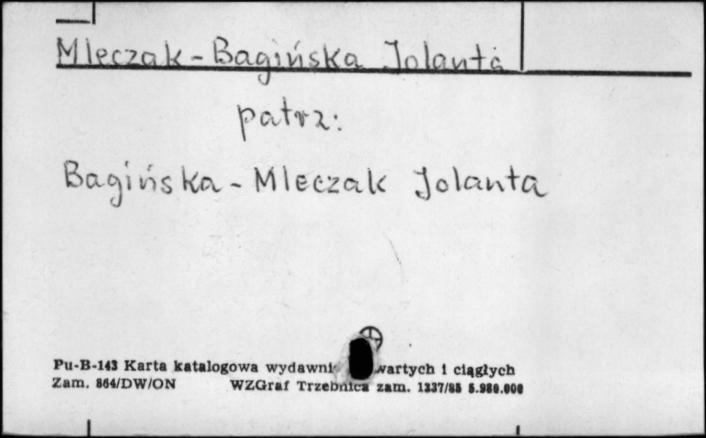 Mleczak-Bagińska Jolanta
patrz:
Bagińska-Mleczak Jolanta
Pu-B-143 Karta katalogowa wydawni wartych i ciągłych
Zam. 864/DW/ON WZGraf Trzebnica zam. 1337/85 5.980.000